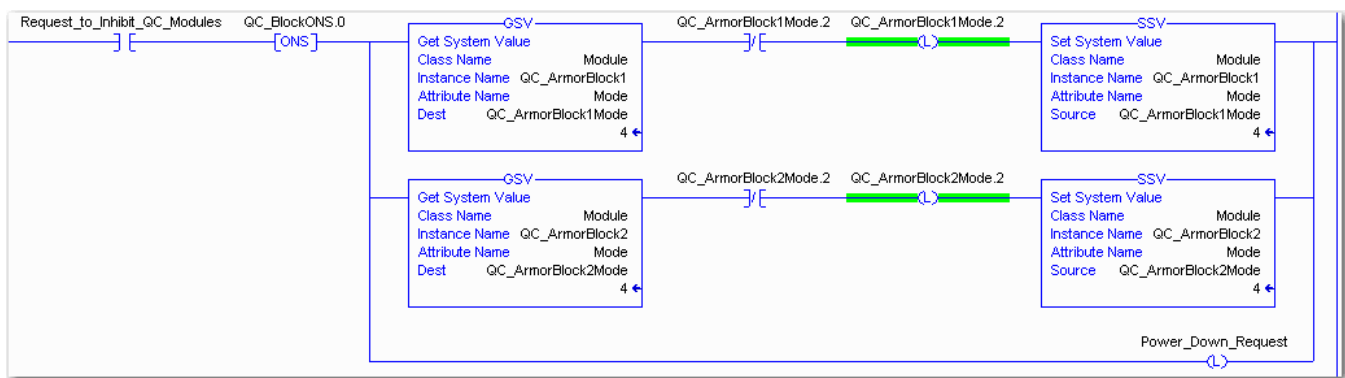 Request_to_Inhibit_QC_Modules QC_BlockONS.0
ONS
GSV
Get System Value
Class Name Module
Instance Name QC_ArmorBlock1
Attribute Name Mode
Dest QC_ArmorBlock1Mode
4
QC_ArmorBlock1Mode.2 QC_ArmorBlock1Mode.2
L
SSV
Set System Value
Class Name Module
Instance Name QC_ArmorBlock1
Attribute Name Mode
Source QC_ArmorBlock1Mode
4
GSV
Get System Value
Class Name Module
Instance Name QC_ArmorBlock2
Attribute Name Mode
Dest QC_ArmorBlock2Mode
4
QC_ArmorBlock2Mode.2 QC_ArmorBlock2Mode.2
L
SSV
Set System Value
Class Name Module
Instance Name QC_ArmorBlock2
Attribute Name Mode
Source QC_ArmorBlock2Mode
4
Power_Down_Request
L